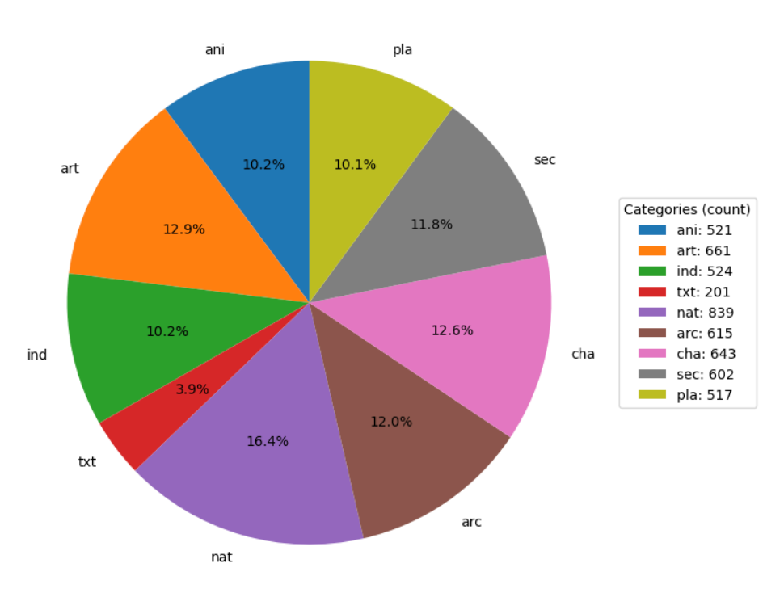 ani
pla
art
sec
10.2%
10.1%
12.9%
11.8%
Categories (count)
ani: 521
art: 661
ind: 524
txt: 201
nat: 839
arc: 615
cha: 643
sec: 602
pla: 517
ind
10.2%
12.6%
cha
3.9%
12.0%
16.4%
txt
arc
nat